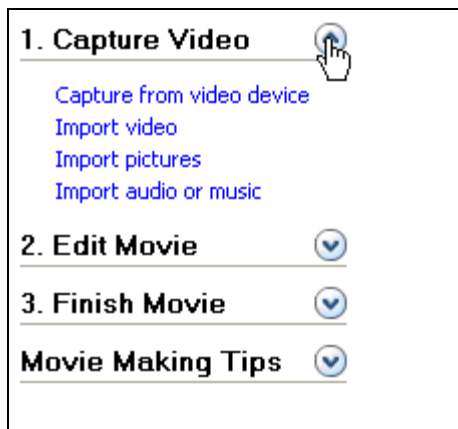 1. Capture Video
Capture from video device
Import video
Import pictures
Import audio or music
2. Edit Movie
3. Finish Movie
Movie Making Tips